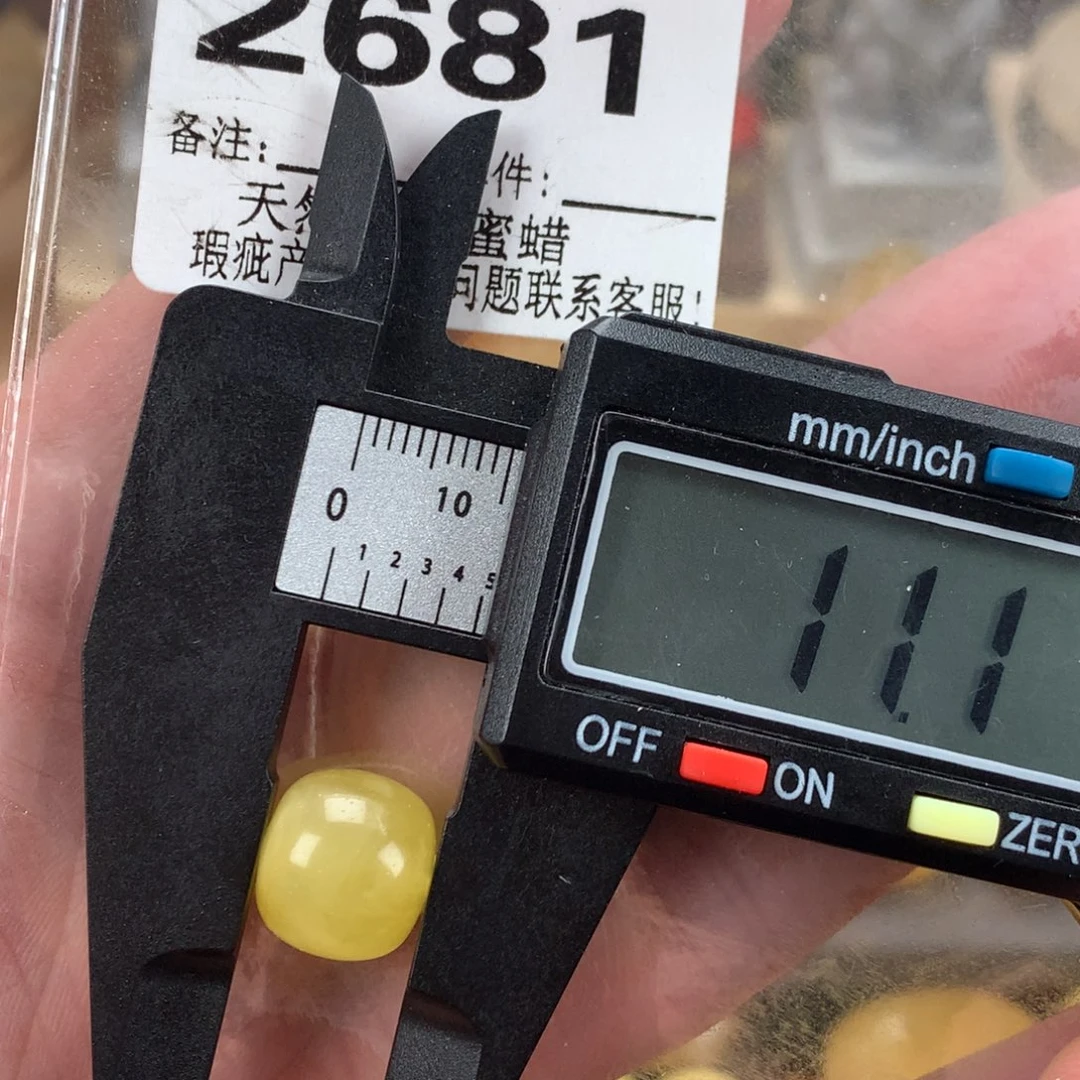 2681
备注: 件:
天然 蜜蜡
瑕疵产 问题联系客服!
mm/inch
0 10
1 2 3 4 5
11.1
OFF ON
ZER